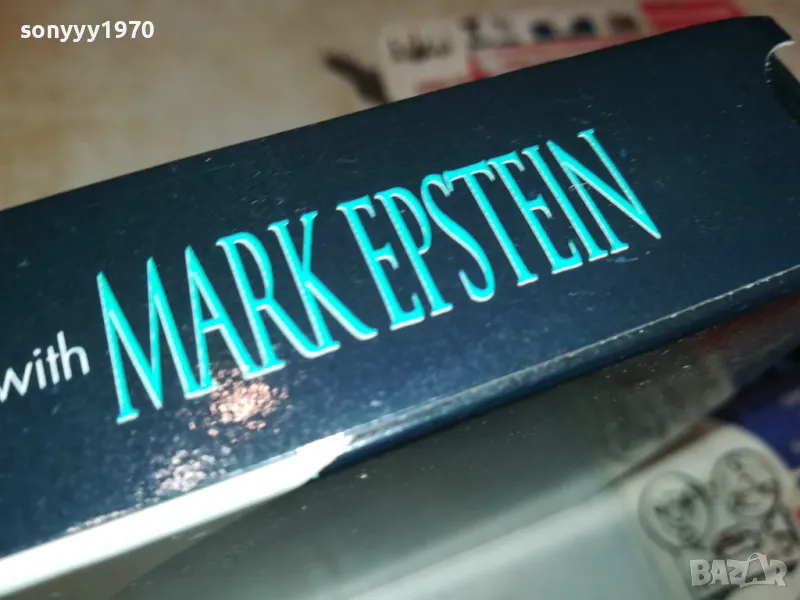 sonyyy1970
with MARK EPSTEIN
BAZAR